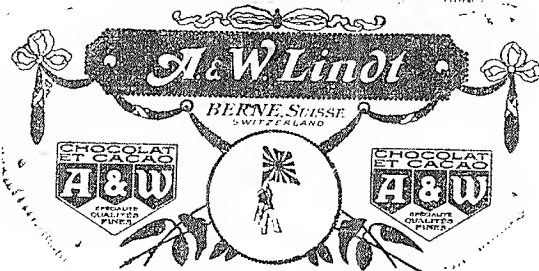 A & W Lindt
BERNE, SUISSE
SWITZERLAND
CHOCOLAT
ET CACAO
A & W
SPÉCIALITÉ
QUALITÉS
FINES
CHOCOLAT
ET CACAO
A & W
SPÉCIALITÉ
QUALITÉS
FINES